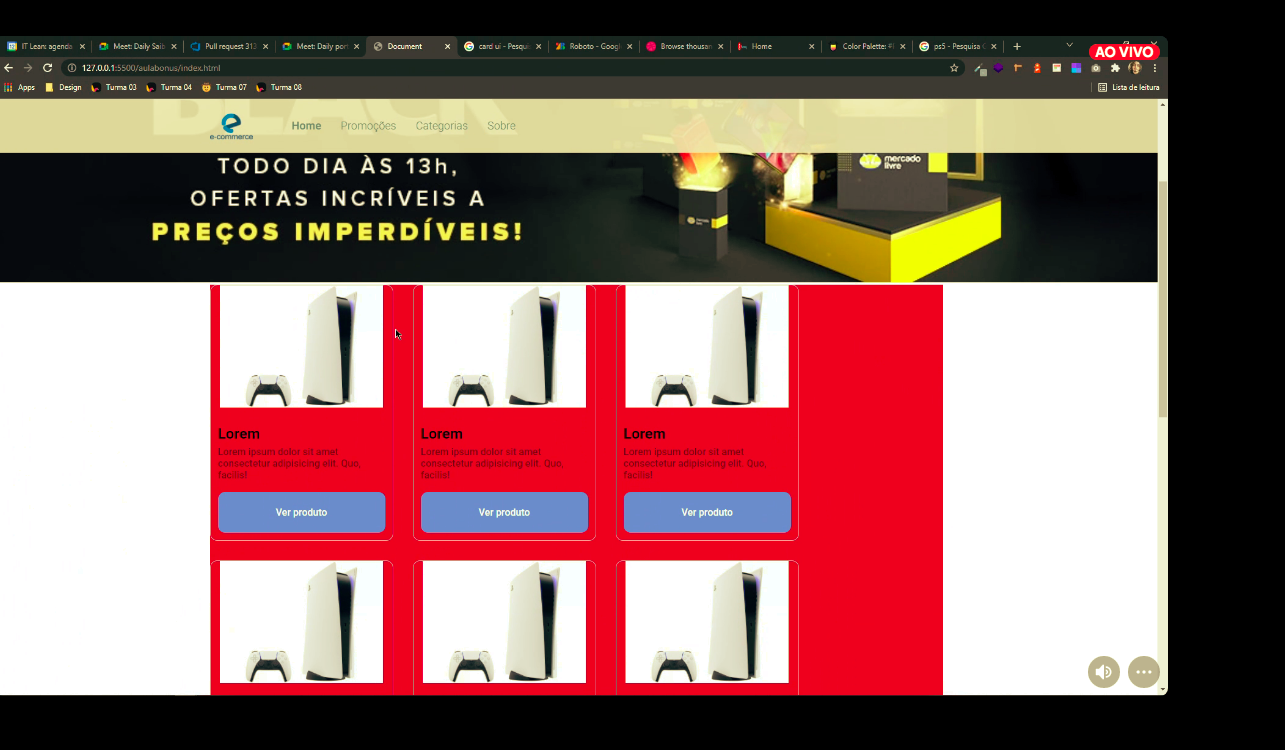 IT Lean: agenda
Meet: Daily Sait
Pull request 313
Meet: Daily port
Document
card ui - Pesqui
Roboto - Googl
Browse thousan
Home
Color Palette: #
ps5 - Pesquisa
AO VIVO
127.0.0.1:5500/aulabonus/index.html
Apps
Design
Turma 03
Turma 04
Turma 07
Turma 08
Lista de leitura
BLACK
e-commerce
Home
Promoções
Categorias
Sobre
mercado
livre
TODO DIA ÀS 13h,
OFERTAS INCRÍVEIS A
PREÇOS IMPERDÍVEIS!
Lorem
Lorem ipsum dolor sit amet
consectetur adipisicing elit. Quo,
facilis!
Ver produto
Lorem
Lorem ipsum dolor sit amet
consectetur adipisicing elit. Quo,
facilis!
Ver produto
Lorem
Lorem ipsum dolor sit amet
consectetur adipisicing elit. Quo,
facilis!
Ver produto